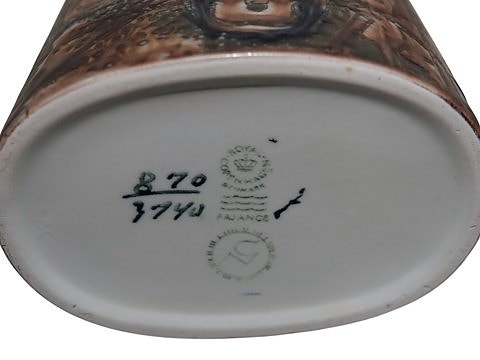 870
3740
ROYAL
COPENHAGEN
DENMARK
FAJANCE